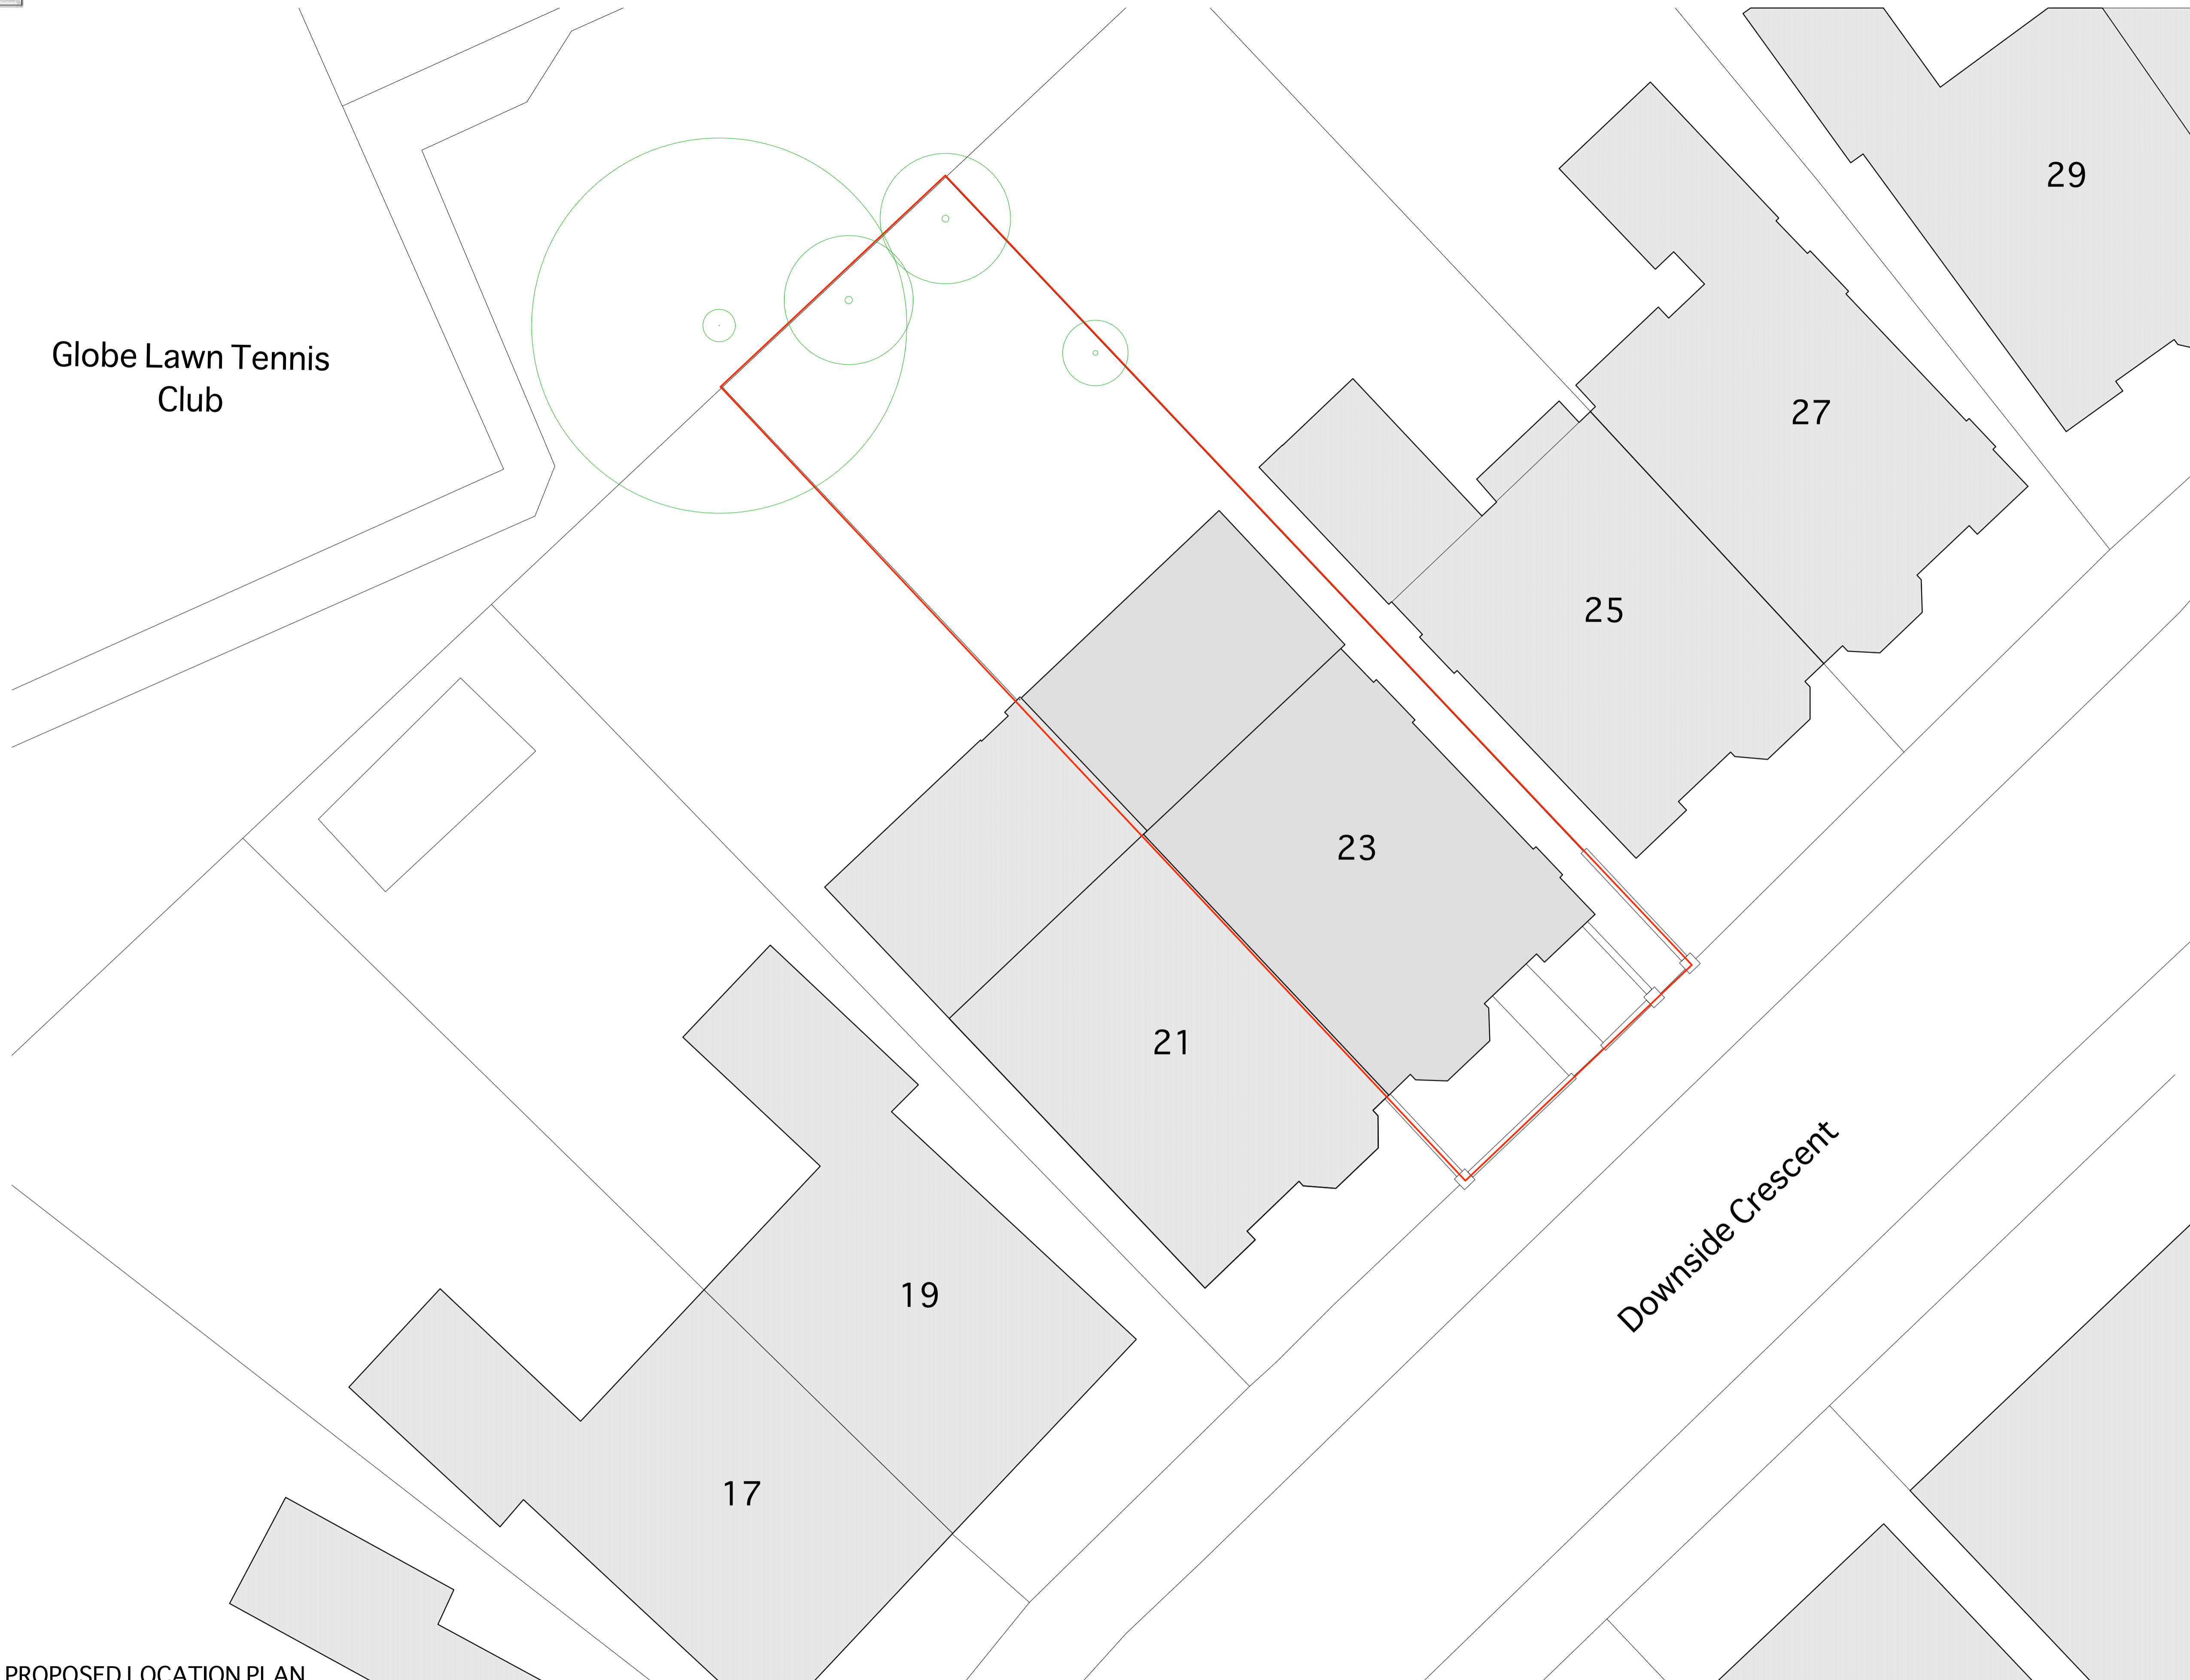 29
Globe Lawn Tennis
Club
27
25
23
21
Downside Crescent
19
17
PROPOSED LOCATION PLAN